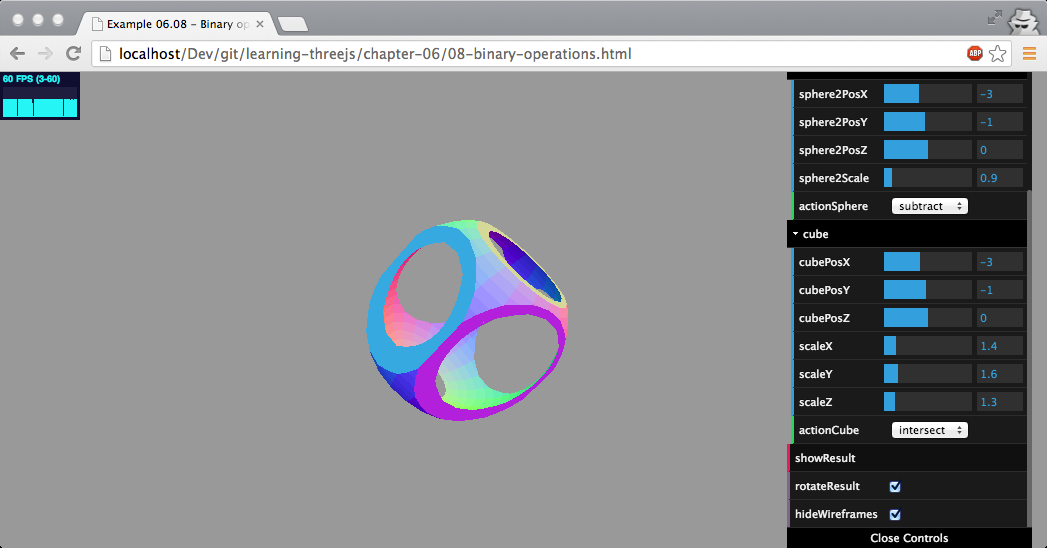 Example 06.08 – Binary op
localhost/Dev/git/learning-threejs/chapter-06/08-binary-operations.html
ABP
60 FPS (3-60)
sphere2PosX -3
sphere2PosY -1
sphere2PosZ 0
sphere2Scale 0.9
actionSphere subtract
cube
cubePosX -3
cubePosY -1
cubePosZ 0
scaleX 1.4
scaleY 1.6
scaleZ 1.3
actionCube intersect
showResult
rotateResult
hideWireframes
Close Controls